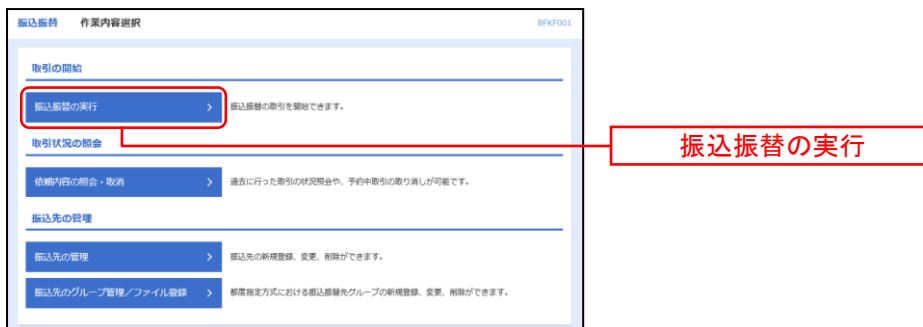 振込振替 作業内容選択 BFKF001
取引の開始
振込振替の実行 振込振替の取引を開始できます。
取引状況の照会
振込振替の実行
依頼内容の照会・取消 過去に行った取引の状況照会や、予約中取引の取り消しが可能です。
振込先の管理
振込先の管理 振込先の新規登録、変更、削除ができます。
振込先のグループ管理／ファイル登録 都度指定方式における振込振替先グループの新規登録、変更、削除ができます。